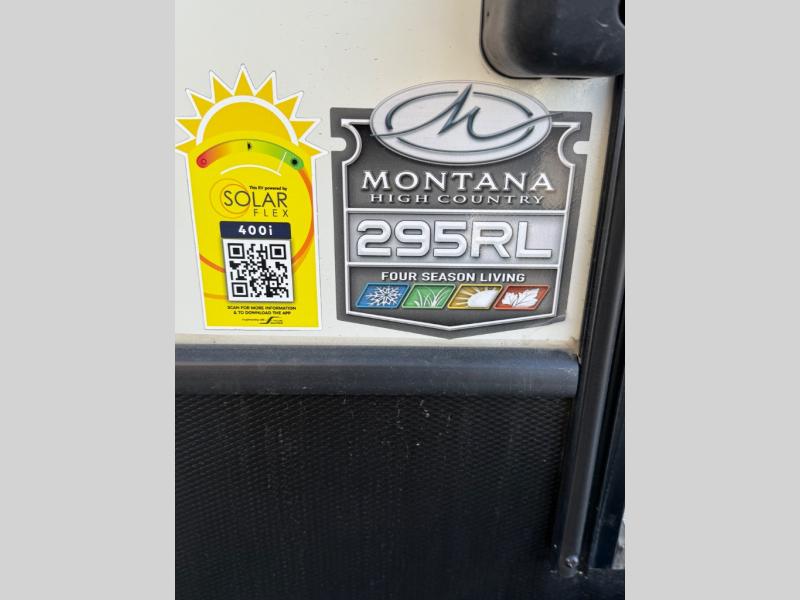 This RV powered by
SOLAR
FLEX
400i
SCAN FOR MORE INFORMATION
& TO DOWNLOAD THE APP
M
MONTANA
HIGH COUNTRY
295RL
FOUR SEASON LIVING